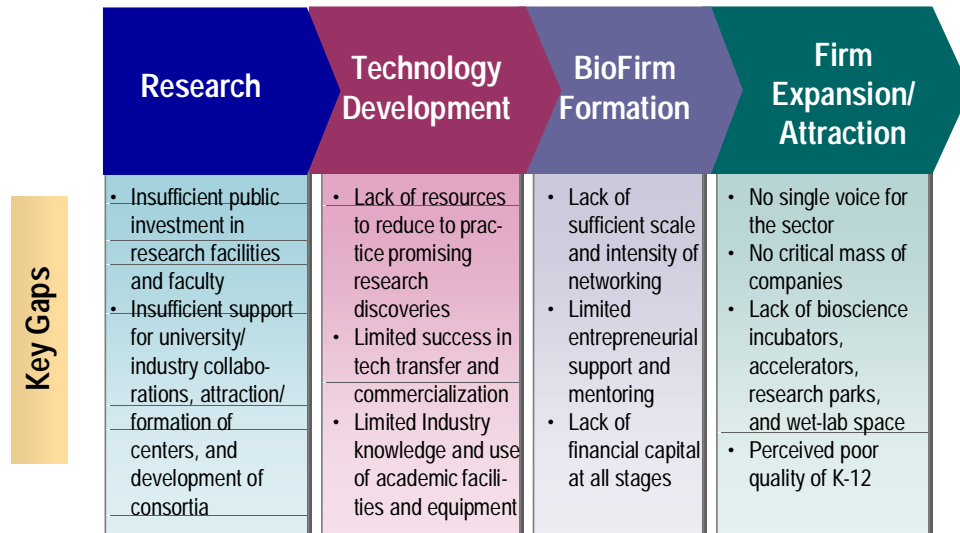 Research
Technology
Development
BioFirm
Formation
Firm
Expansion/
Attraction
Key Gaps
• Insufficient public
investment in
research facilities
and faculty
• Insufficient support
for university/
industry collabo-
rations, attraction/
formation of
centers, and
development of
consortia
• Lack of resources
to reduce to prac-
tice promising
research
discoveries
• Limited success in
tech transfer and
commercialization
• Limited Industry
knowledge and use
of academic facili-
ties and equipment
• Lack of
sufficient scale
and intensity of
networking
• Limited
entrepreneurial
support and
mentoring
• Lack of
financial capital
at all stages
• No single voice for
the sector
• No critical mass of
companies
• Lack of bioscience
incubators,
accelerators,
research parks,
and wet-lab space
• Perceived poor
quality of K-12